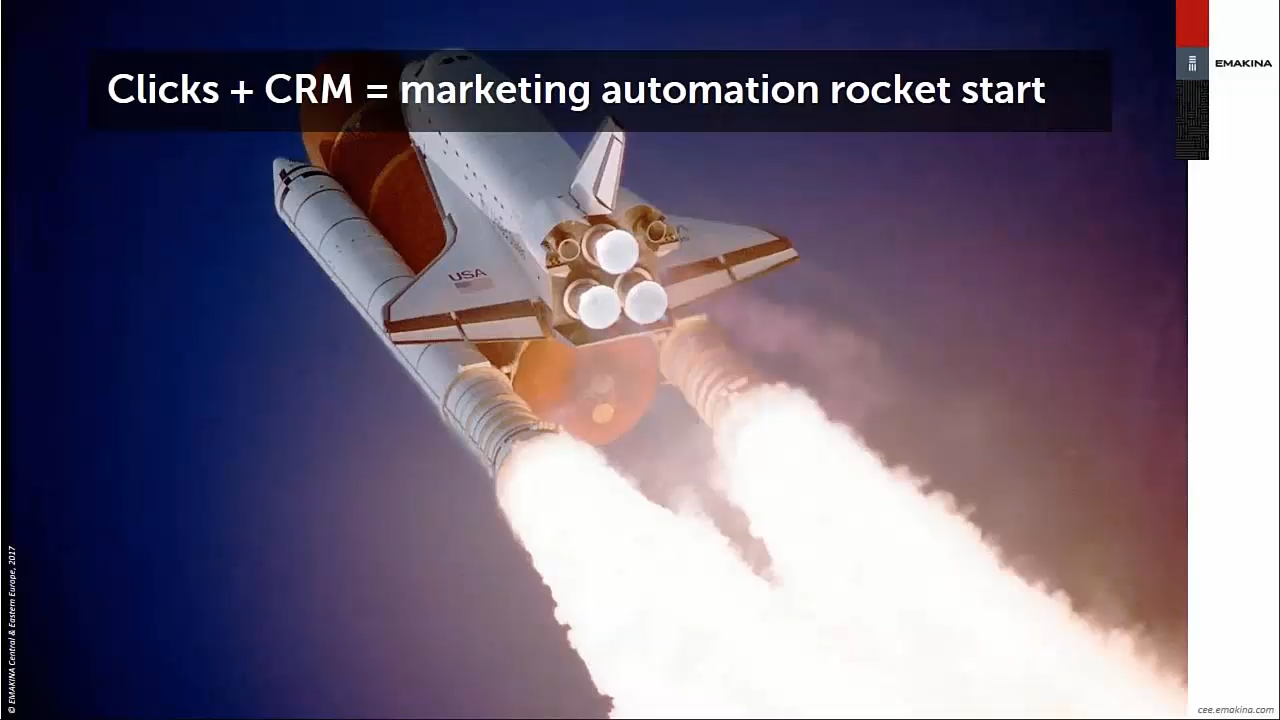 Clicks + CRM = marketing automation rocket start
EMAKINA
USA
© EMAKINA Central & Eastern Europe, 2017
cee.emakina.com